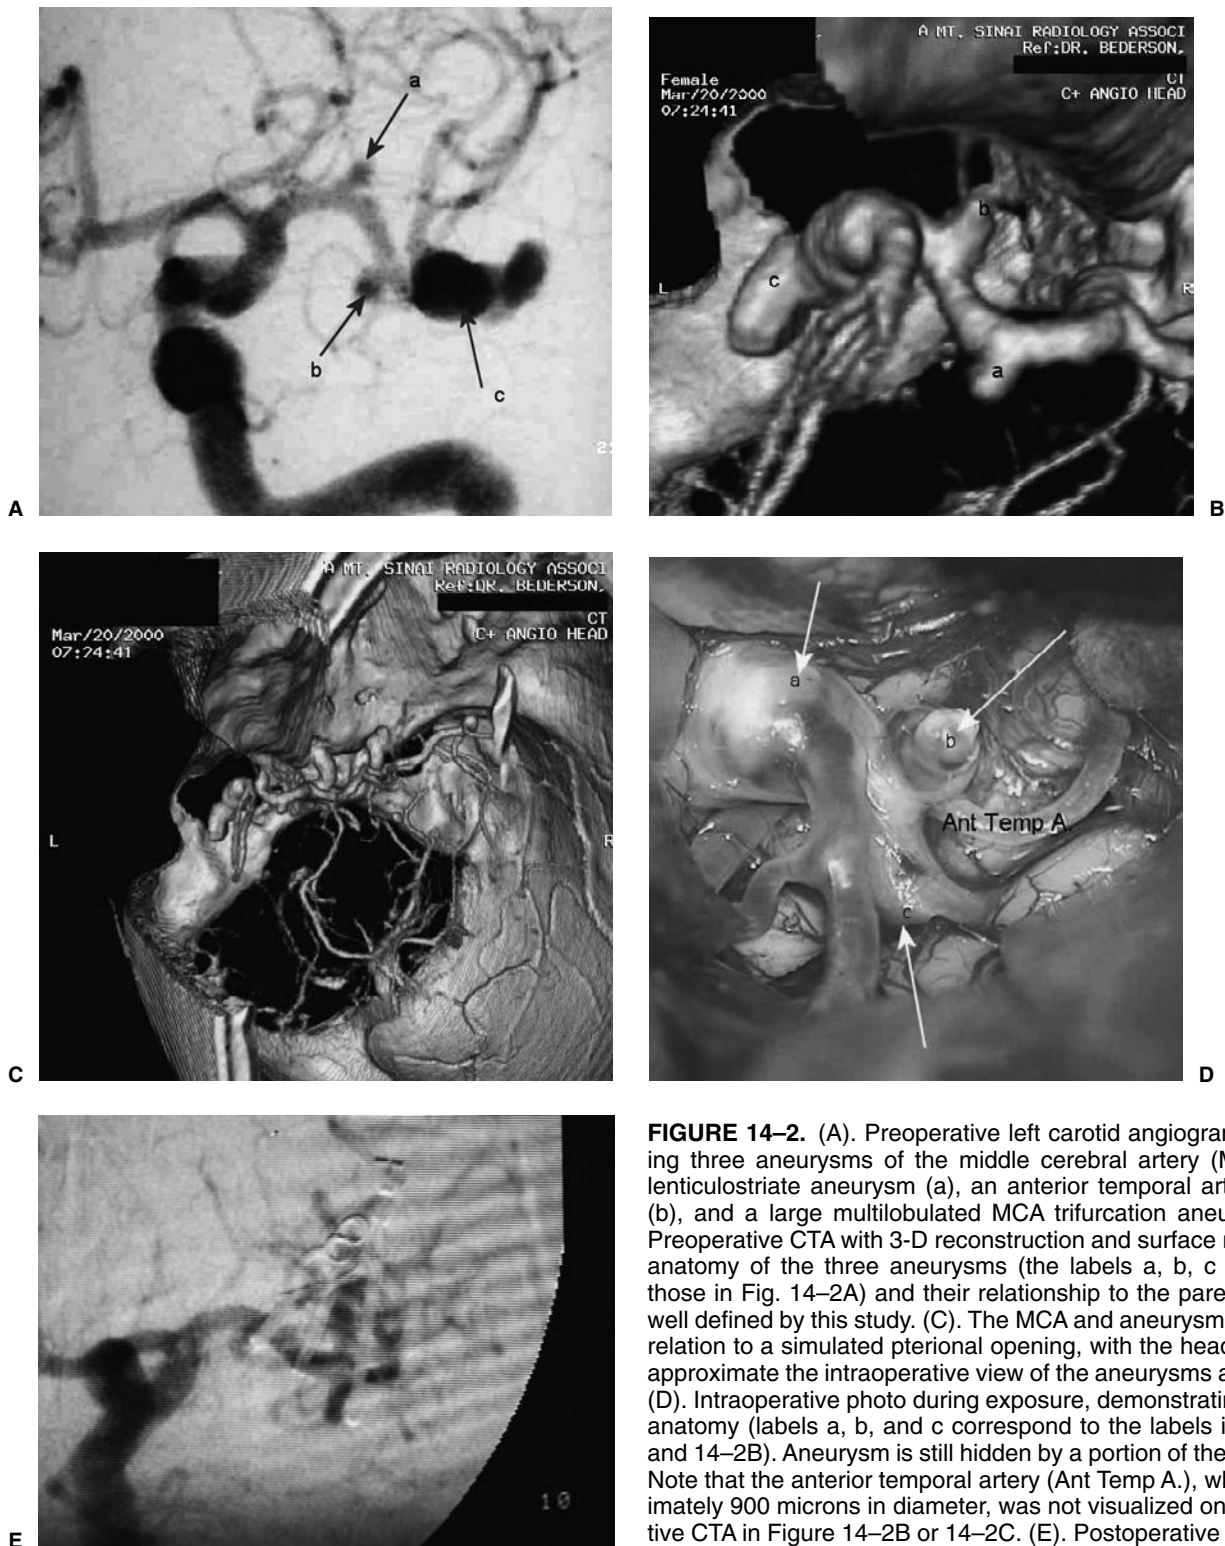 a
b
c
A
A MT. SINAI RADIOLOGY ASSOCI
Ref:DR. BEDERSON,
Female
Mar/20/2000
07:24:41
CT
C+ ANGIO HEAD
b
c
L
R
a
B
A MT. SINAI RADIOLOGY ASSOCI
Ref:DR. BEDERSON,
Mar/20/2000
07:24:41
CT
C+ ANGIO HEAD
L
R
C
a
b
Ant Temp A.
c
D
10
E
FIGURE 14–2. (A). Preoperative left carotid angiogram
ing three aneurysms of the middle cerebral artery (M
lenticulostriate aneurysm (a), an anterior temporal art
(b), and a large multilobulated MCA trifurcation aneu
Preoperative CTA with 3-D reconstruction and surface r
anatomy of the three aneurysms (the labels a, b, c
those in Fig. 14–2A) and their relationship to the pare
well defined by this study. (C). The MCA and aneurysm
relation to a simulated pterional opening, with the head
approximate the intraoperative view of the aneurysms a
(D). Intraoperative photo during exposure, demonstratin
anatomy (labels a, b, and c correspond to the labels i
and 14–2B). Aneurysm is still hidden by a portion of the
Note that the anterior temporal artery (Ant Temp A.), wh
imately 900 microns in diameter, was not visualized on
tive CTA in Figure 14–2B or 14–2C. (E). Postoperative